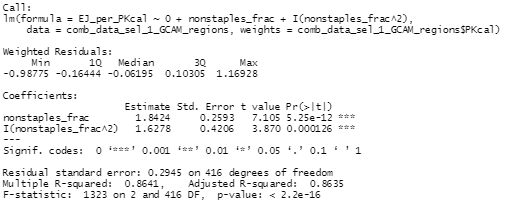 Call:
lm(formula = EJ_per_PKcal ~ 0 + nonstaples_frac + I(nonstaples_frac^2),
data = comb_data_sel_1_GCAM_regions, weights = comb_data_sel_1_GCAM_regions$PKcal)
Weighted Residuals:
Min 1Q Median 3Q Max
-0.98775 -0.16444 -0.06195 0.10305 1.16928
Coefficients:
Estimate Std. Error t value Pr(>|t|)
nonstaples_frac 1.8424 0.2593 7.105 5.25e-12 ***
I(nonstaples_frac^2) 1.6278 0.4206 3.870 0.000126 ***
---
Signif. codes: 0 ‘***’ 0.001 ‘**’ 0.01 ‘*’ 0.05 ‘.’ 0.1 ‘ ’ 1
Residual standard error: 0.2945 on 416 degrees of freedom
Multiple R-squared: 0.8641, Adjusted R-squared: 0.8635
F-statistic: 1323 on 2 and 416 DF, p-value: < 2.2e-16